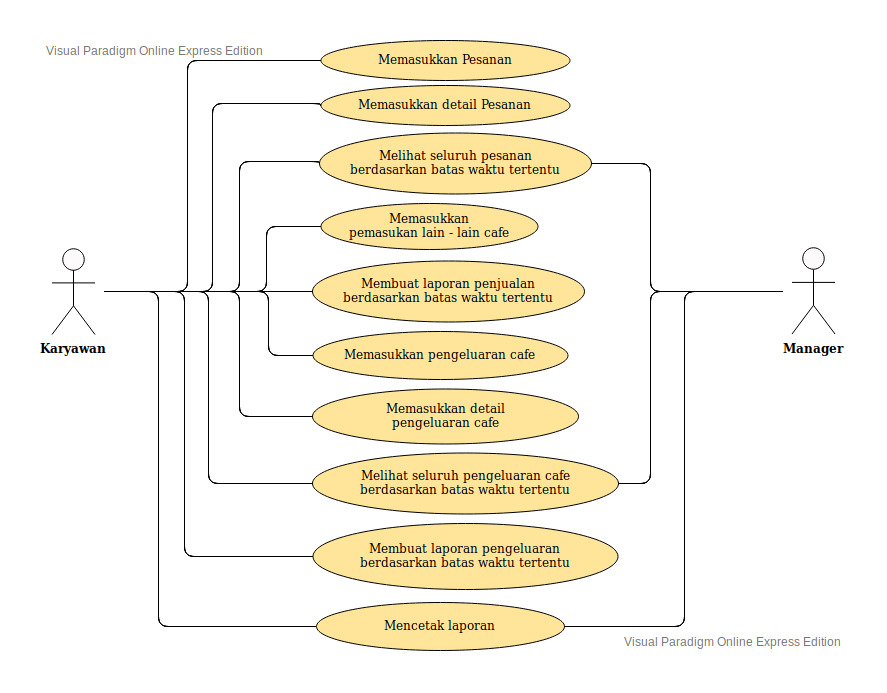 Visual Paradigm Online Express Edition
Memasukkan Pesanan
Memasukkan detail Pesanan
Melihat seluruh pesanan
berdasarkan batas waktu tertentu
Memasukkan
pemasukan lain - lain cafe
Membuat laporan penjualan
berdasarkan batas waktu tertentu
Karyawan
Manager
Memasukkan pengeluaran cafe
Memasukkan detail
pengeluaran cafe
Melihat seluruh pengeluaran cafe
berdasarkan batas waktu tertentu
Membuat laporan pengeluaran
berdasarkan batas waktu tertentu
Mencetak laporan
Visual Paradigm Online Express Edition